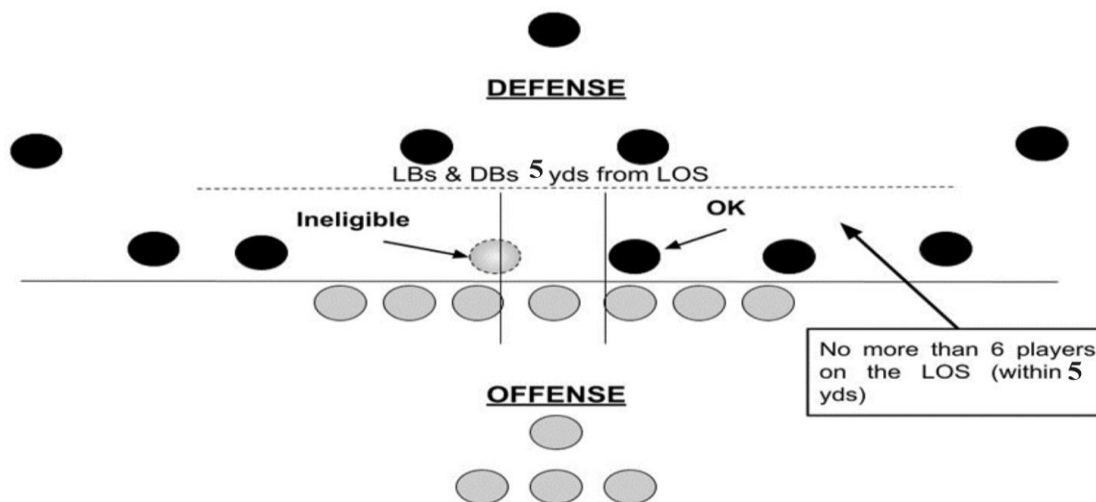 DEFENSE
LBs & DBs 5 yds from LOS
Ineligible
OK
No more than 6 players
on the LOS (within 5
yds)
OFFENSE